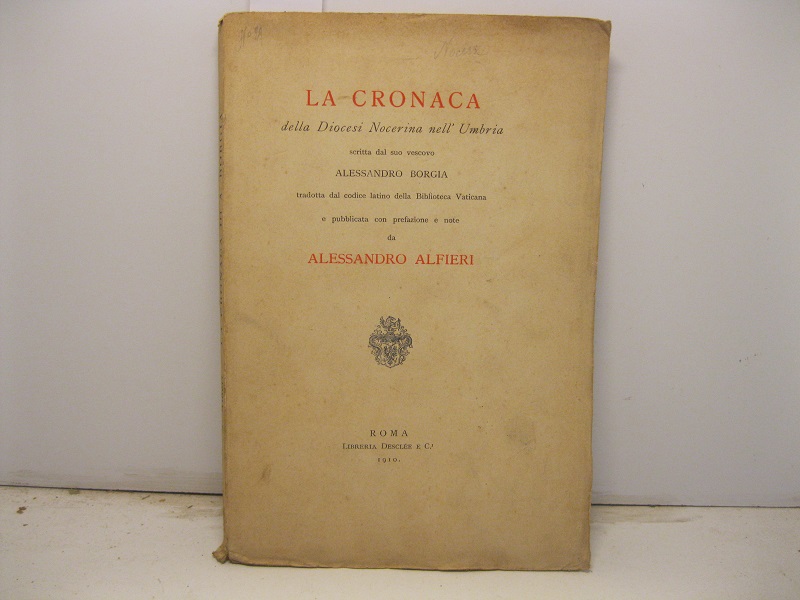 Nocera
LA CRONACA
della Diocesi Nocerina nell' Umbria
scritta dal suo vescovo
ALESSANDRO BORGIA
tradotta dal codice latino della Biblioteca Vaticana
e pubblicata con prefazione e note
da
ALESSANDRO ALFIERI
ROMA
LIBRERIA DESCLÉE E C.i
1910.